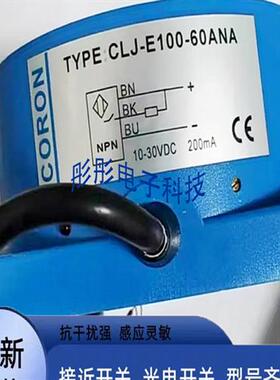 CORON
TYPE CLJ-E100-60ANA
BN
+
BK
BU
-
NPN
10-30VDC 200mA
彤彤电子科技
新
抗干扰强 感应灵敏
接近开关 光电开关 型号齐